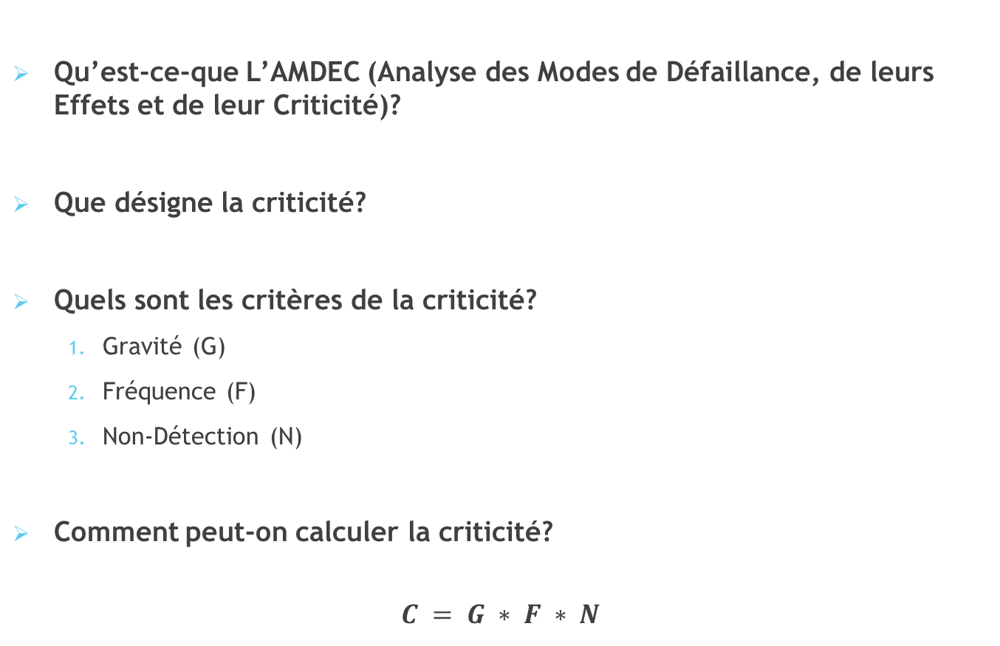 ➢ Qu’est-ce-que L’AMDEC (Analyse des Modes de Défaillance, de leurs
Effets et de leur Criticité)?
➢ Que désigne la criticité?
➢ Quels sont les critères de la criticité?
1. Gravité (G)
2. Fréquence (F)
3. Non-Détection (N)
➢ Comment peut-on calculer la criticité?
C = G * F * N